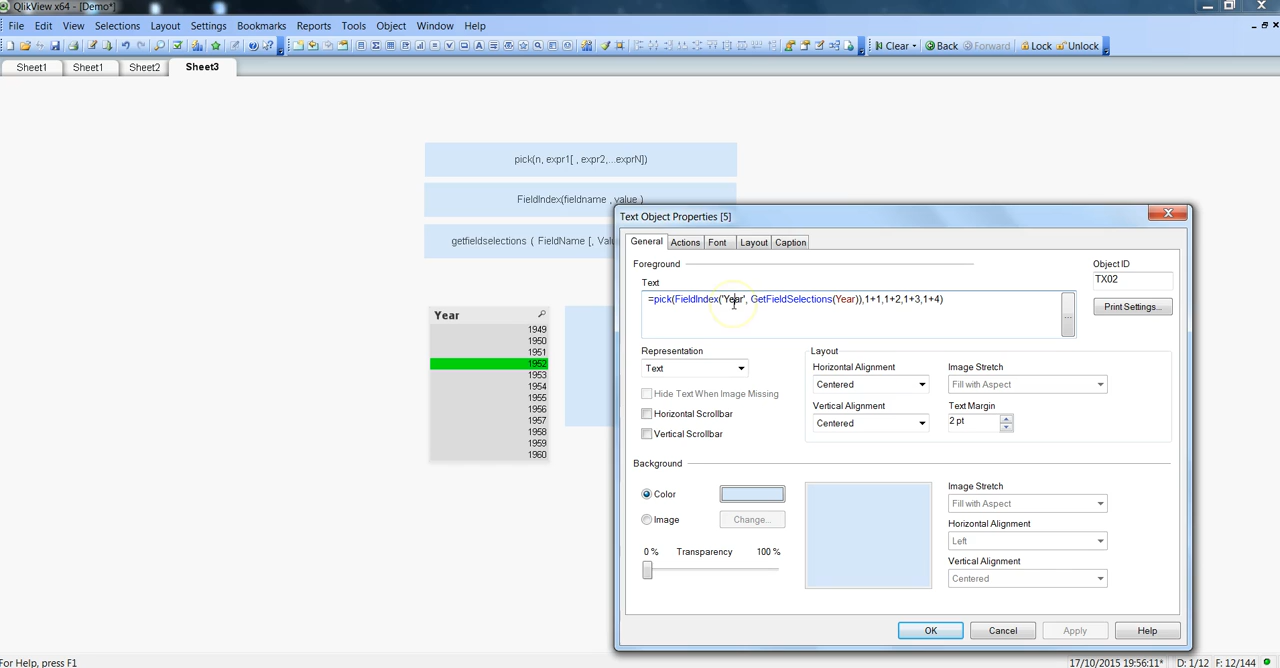 QlikView x64 - [Demo*]
File Edit View Selections Layout Settings Bookmarks Reports Tools Object Window Help
Clear Back Forward Lock Unlock
Sheet1 Sheet1 Sheet2 Sheet3
pick(n, expr1[ , expr2,...exprN])
FieldIndex(fieldname , value )
getfieldselections ( FieldName [, Valu
Year
1949
1950
1951
1952
1953
1954
1955
1956
1957
1958
1959
1960
Text Object Properties [5]
General Actions Font Layout Caption
Foreground
Object ID
Text
TX02
=pick(FieldIndex('Year', GetFieldSelections(Year)),1+1,1+2,1+3,1+4)
...
Print Settings...
Representation
Layout
Text
Horizontal Alignment
Image Stretch
Centered
Fill with Aspect
Hide Text When Image Missing
Horizontal Scrollbar
Vertical Alignment
Text Margin
Vertical Scrollbar
Centered
2 pt
Background
Color
Image
Change...
Image Stretch
Fill with Aspect
Horizontal Alignment
Left
0 % Transparency 100 %
Vertical Alignment
Centered
OK Cancel Apply Help
For Help, press F1
17/10/2015 19:56:11* D: 1/12 F: 12/144